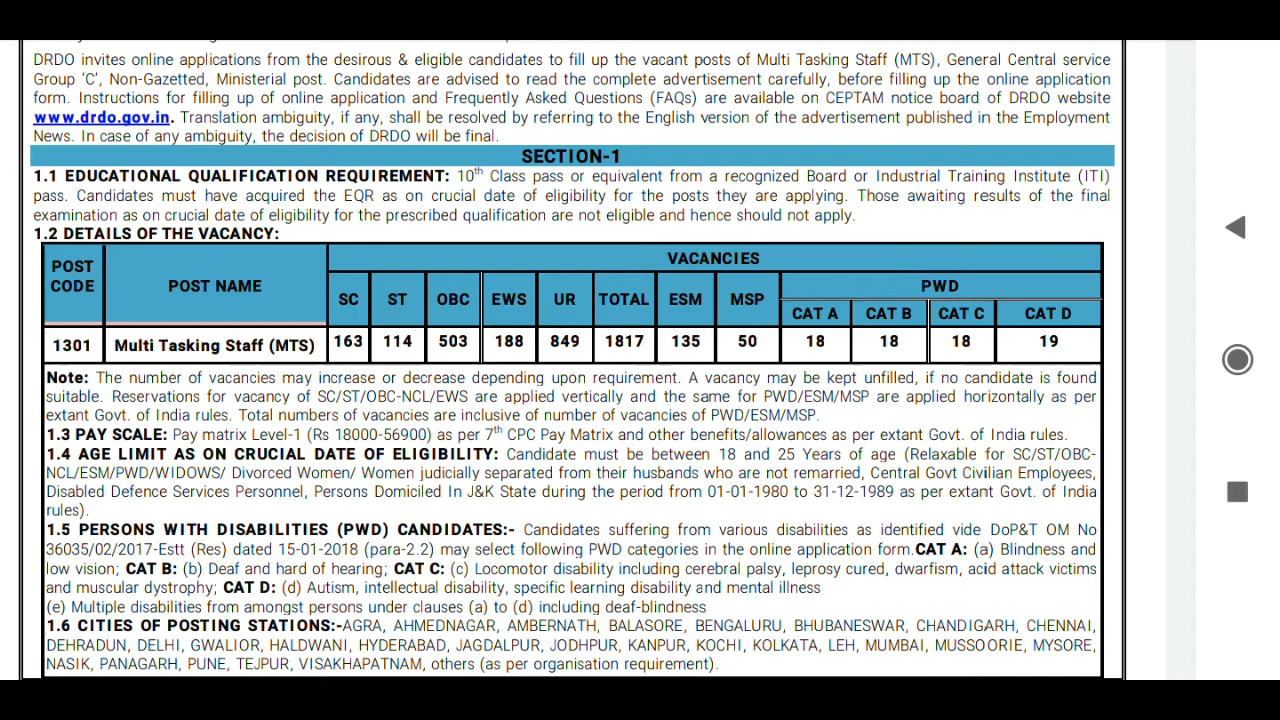 DRDO invites online applications from the desirous & eligible candidates to fill up the vacant posts of Multi Tasking Staff (MTS), General Central service
Group ‘C’, Non-Gazetted, Ministerial post. Candidates are advised to read the complete advertisement carefully, before filling up the online application
form. Instructions for filling up of online application and Frequently Asked Questions (FAQs) are available on CEPTAM notice board of DRDO website
www.drdo.gov.in. Translation ambiguity, if any, shall be resolved by referring to the English version of the advertisement published in the Employment
News. In case of any ambiguity, the decision of DRDO will be final.
SECTION-1
1.1 EDUCATIONAL QUALIFICATION REQUIREMENT: 10th Class pass or equivalent from a recognized Board or Industrial Training Institute (ITI)
pass. Candidates must have acquired the EQR as on crucial date of eligibility for the posts they are applying. Those awaiting results of the final
examination as on crucial date of eligibility for the prescribed qualification are not eligible and hence should not apply.
1.2 DETAILS OF THE VACANCY:
POST CODE POST NAME VACANCIES
SC ST OBC EWS UR TOTAL ESM MSP PWD
CAT A CAT B CAT C CAT D
1301 Multi Tasking Staff (MTS) 163 114 503 188 849 1817 135 50 18 18 18 19
Note: The number of vacancies may increase or decrease depending upon requirement. A vacancy may be kept unfilled, if no candidate is found
suitable. Reservations for vacancy of SC/ST/OBC-NCL/EWS are applied vertically and the same for PWD/ESM/MSP are applied horizontally as per
extant Govt. of India rules. Total numbers of vacancies are inclusive of number of vacancies of PWD/ESM/MSP.
1.3 PAY SCALE: Pay matrix Level-1 (Rs 18000-56900) as per 7th CPC Pay Matrix and other benefits/allowances as per extant Govt. of India rules.
1.4 AGE LIMIT AS ON CRUCIAL DATE OF ELIGIBILITY: Candidate must be between 18 and 25 Years of age (Relaxable for SC/ST/OBC-
NCL/ESM/PWD/WIDOWS/ Divorced Women/ Women judicially separated from their husbands who are not remarried, Central Govt Civilian Employees,
Disabled Defence Services Personnel, Persons Domiciled In J&K State during the period from 01-01-1980 to 31-12-1989 as per extant Govt. of India
rules).
1.5 PERSONS WITH DISABILITIES (PWD) CANDIDATES:- Candidates suffering from various disabilities as identified vide DoP&T OM No
36035/02/2017-Estt (Res) dated 15-01-2018 (para-2.2) may select following PWD categories in the online application form.CAT A: (a) Blindness and
low vision; CAT B: (b) Deaf and hard of hearing; CAT C: (c) Locomotor disability including cerebral palsy, leprosy cured, dwarfism, acid attack victims
and muscular dystrophy; CAT D: (d) Autism, intellectual disability, specific learning disability and mental illness
(e) Multiple disabilities from amongst persons under clauses (a) to (d) including deaf-blindness
1.6 CITIES OF POSTING STATIONS:-AGRA, AHMEDNAGAR, AMBERNATH, BALASORE, BENGALURU, BHUBANESWAR, CHANDIGARH, CHENNAI,
DEHRADUN, DELHI, GWALIOR, HALDWANI, HYDERABAD, JAGDALPUR, JODHPUR, KANPUR, KOCHI, KOLKATA, LEH, MUMBAI, MUSSOORIE, MYSORE,
NASIK, PANAGARH, PUNE, TEJPUR, VISAKHAPATNAM, others (as per organisation requirement).